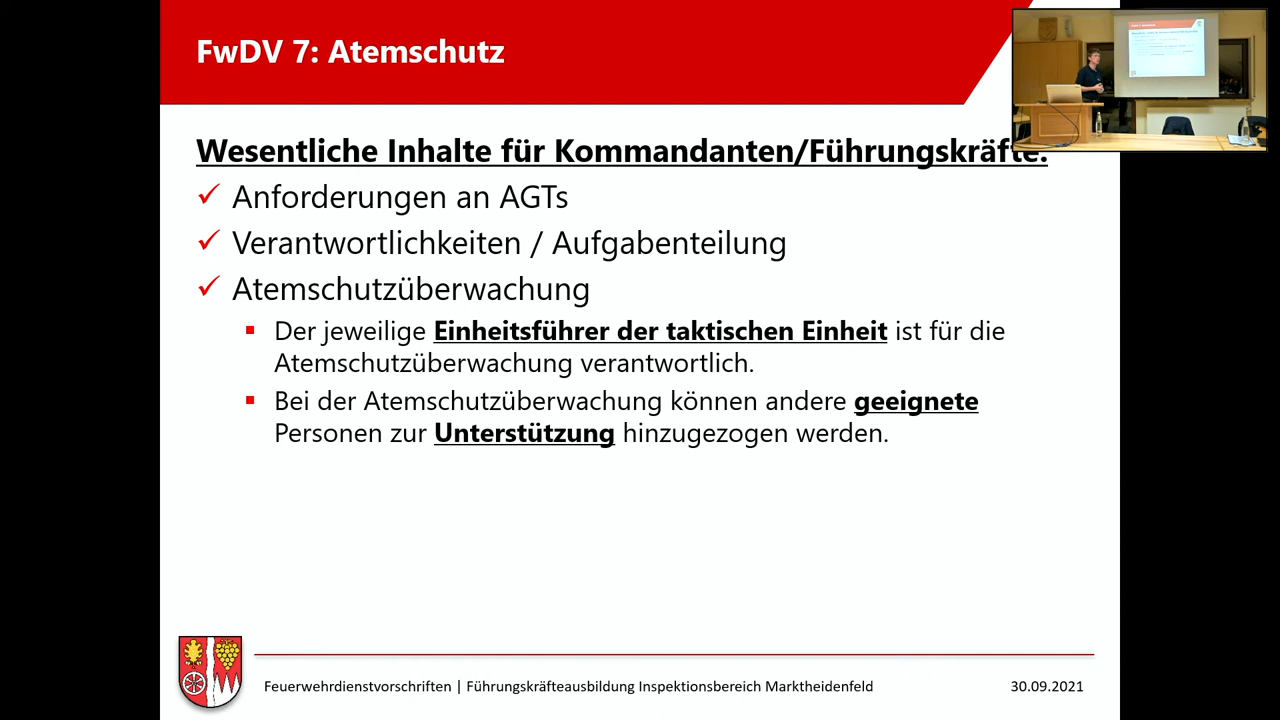 FwDV 7: Atemschutz
Wesentliche Inhalte für Kommandanten/Führungskräfte:
Anforderungen an AGTs
Verantwortlichkeiten / Aufgabenteilung
Atemschutzüberwachung
Der jeweilige Einheitsführer der taktischen Einheit ist für die
Atemschutzüberwachung verantwortlich.
Bei der Atemschutzüberwachung können andere geeignete
Personen zur Unterstützung hinzugezogen werden.
Feuerwehrdienstvorschriften | Führungskräfteausbildung Inspektionsbereich Marktheidenfeld
30.09.2021